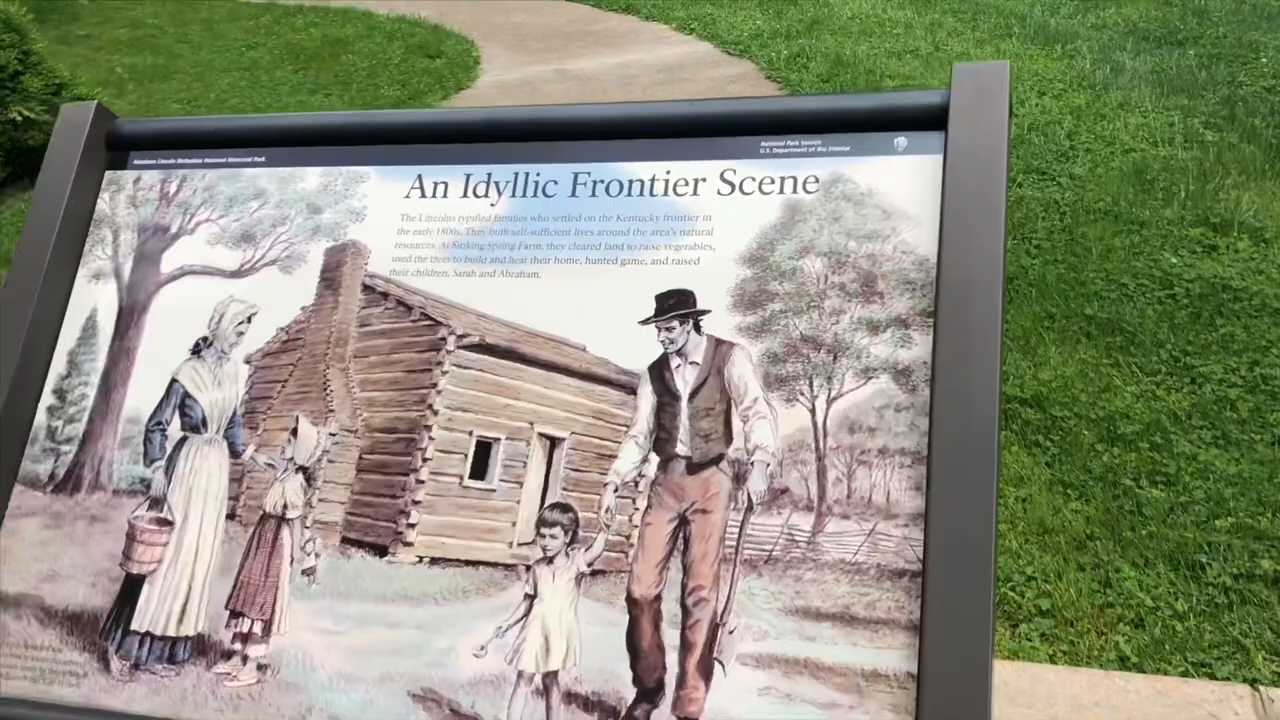 Abraham Lincoln Birthplace National Historical Park
National Park Service
U.S. Department of the Interior
An Idyllic Frontier Scene
The Lincolns typified families who settled on the Kentucky frontier in
the early 1800s. They built self-sufficient lives around the area's natural
resources. At Sinking Spring Farm, they cleared land to raise vegetables,
used the trees to build and heat their home, hunted game, and raised
their children, Sarah and Abraham.